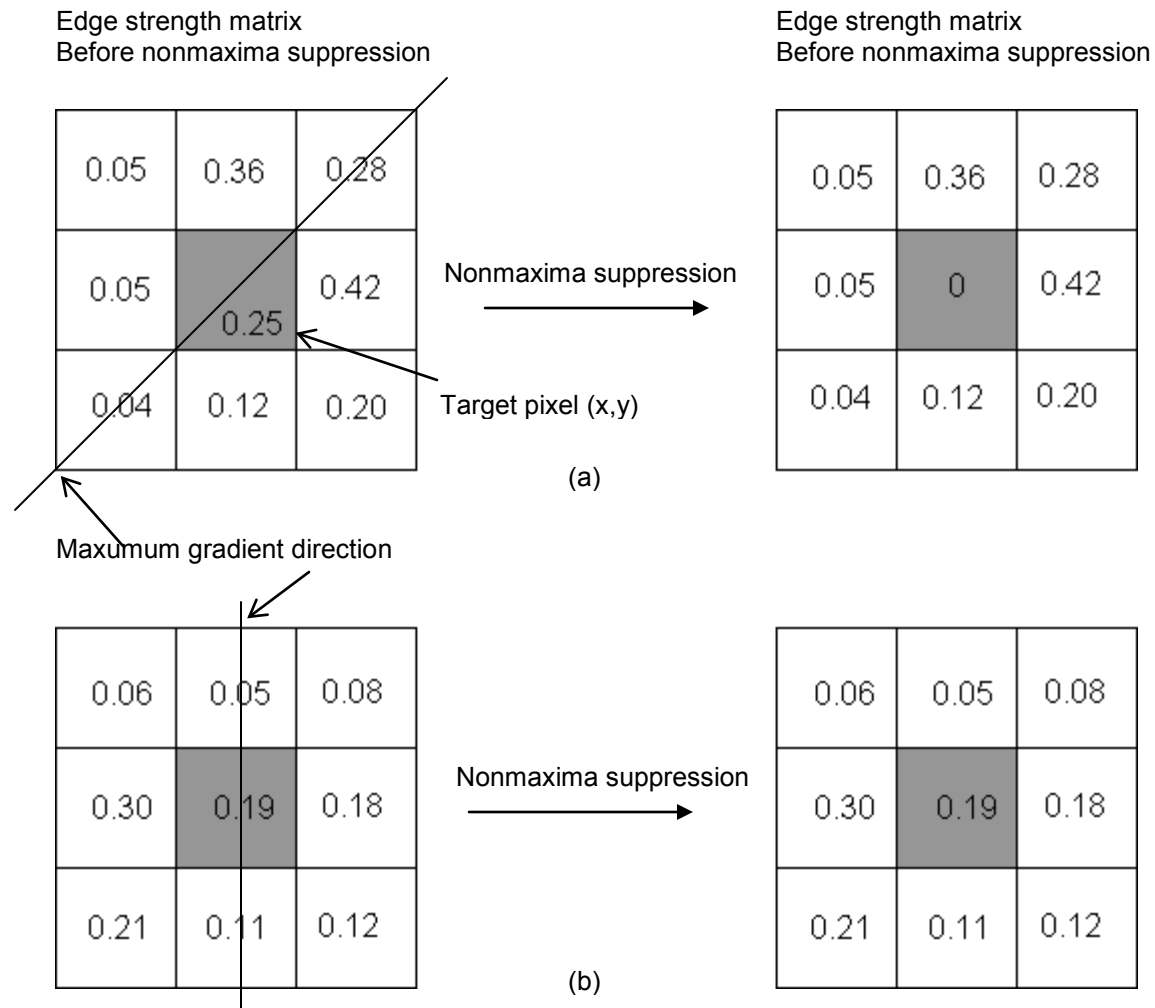 Edge strength matrix
Before nonmaxima suppression
Edge strength matrix
Before nonmaxima suppression
0.05 0.36 0.28
0.05 0.25 0.42
0.04 0.12 0.20
Nonmaxima suppression
Target pixel (x,y)
0.05 0.36 0.28
0.05 0 0.42
0.04 0.12 0.20
(a)
Maxumum gradient direction
0.06 0.05 0.08
0.30 0.19 0.18
0.21 0.11 0.12
Nonmaxima suppression
0.06 0.05 0.08
0.30 0.19 0.18
0.21 0.11 0.12
(b)